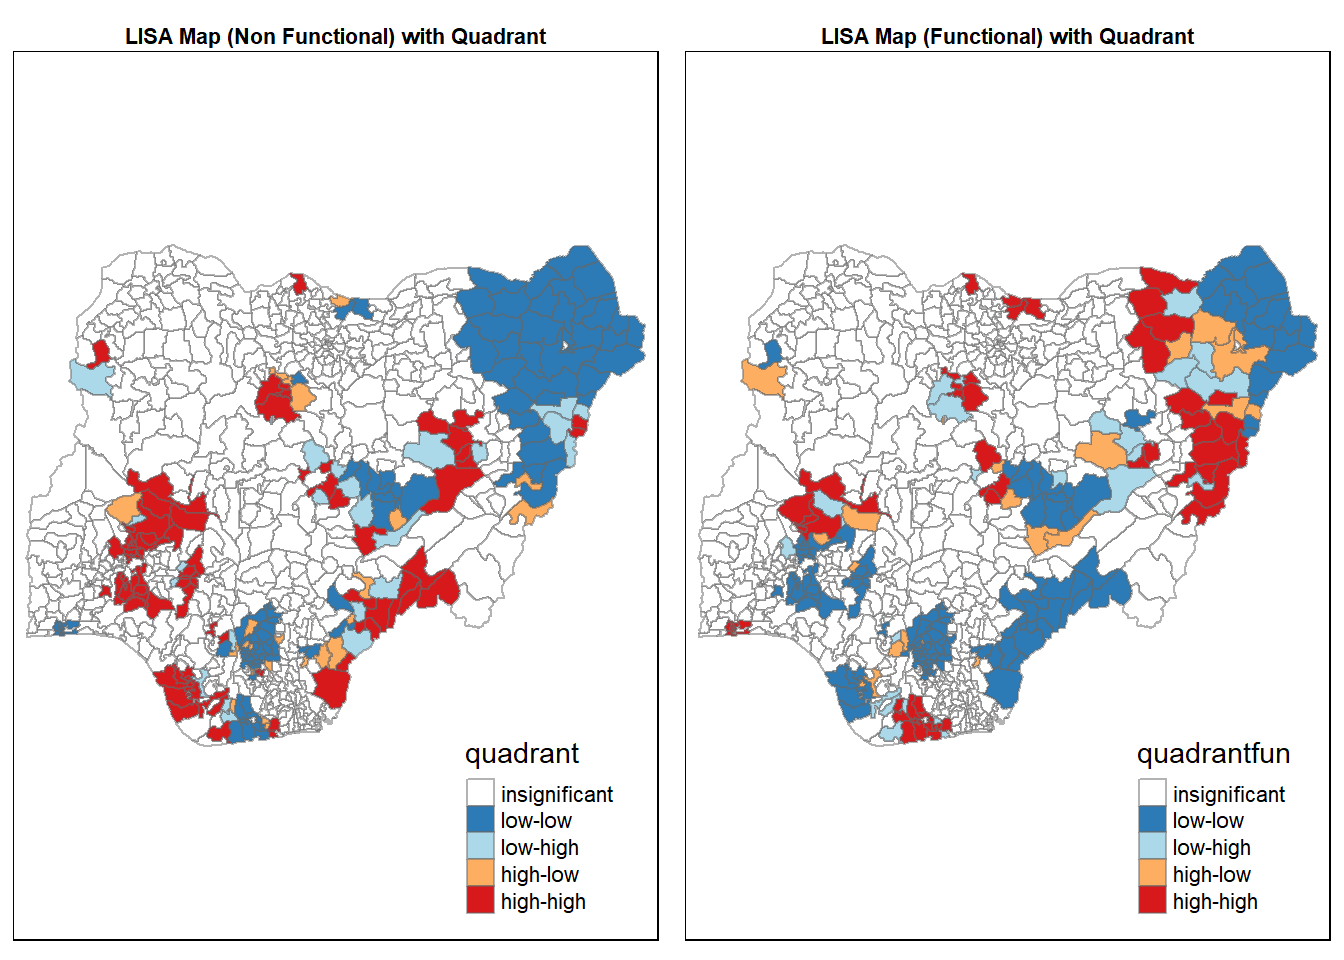 LISA Map (Non Functional) with Quadrant
quadrant
insignificant
low-low
low-high
high-low
high-high
LISA Map (Functional) with Quadrant
quadrantfun
insignificant
low-low
low-high
high-low
high-high